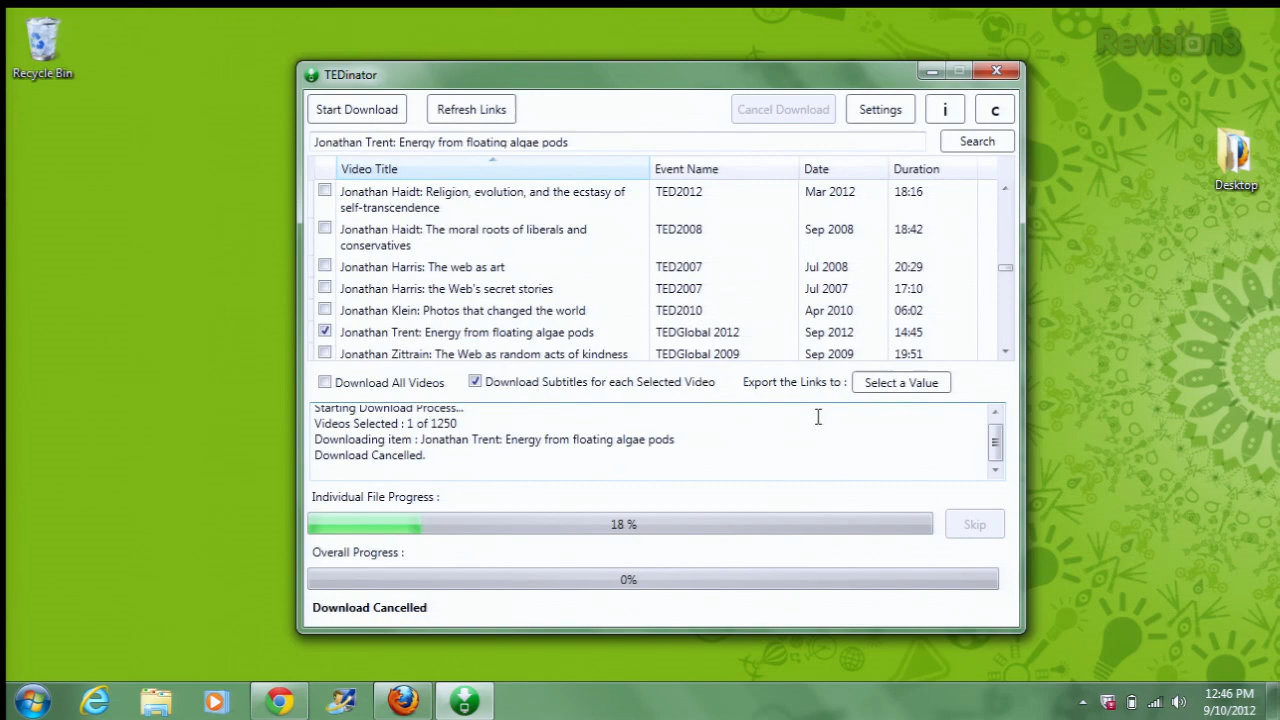 Revision3
Recycle Bin
TEDinator
Start Download
Refresh Links
Cancel Download
Settings
i
c
Jonathan Trent: Energy from floating algae pods
Search
Video Title Event Name Date Duration
Jonathan Haidt: Religion, evolution, and the ecstasy of TED2012 Mar 2012 18:16
self-transcendence
Jonathan Haidt: The moral roots of liberals and TED2008 Sep 2008 18:42
conservatives
Jonathan Harris: The web as art TED2007 Jul 2008 20:29
Jonathan Harris: the Web's secret stories TED2007 Jul 2007 17:10
Jonathan Klein: Photos that changed the world TED2010 Apr 2010 06:02
Jonathan Trent: Energy from floating algae pods TEDGlobal 2012 Sep 2012 14:45
Jonathan Zittrain: The Web as random acts of kindness TEDGlobal 2009 Sep 2009 19:51
Desktop
Download All Videos Download Subtitles for each Selected Video Export the Links to : Select a Value
Starting Download Process...
Videos Selected : 1 of 1250
Downloading item : Jonathan Trent: Energy from floating algae pods
Download Cancelled.
Individual File Progress :
18 %
Skip
Overall Progress :
0%
Download Cancelled
12:46 PM
9/10/2012